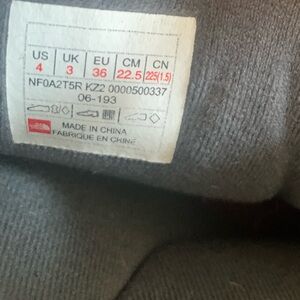 US UK EU CM CN
4 3 36 22.5 225(1.5)
NF0A2T5R KZ2 0000500337
06-193
MADE IN CHINA
FABRIQUE EN CHINE